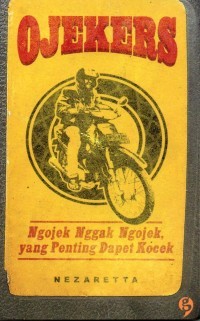 OJEKERS
Ngojek Nggak Ngojek,
yang Penting Dapet Kocek
NEZARETTA